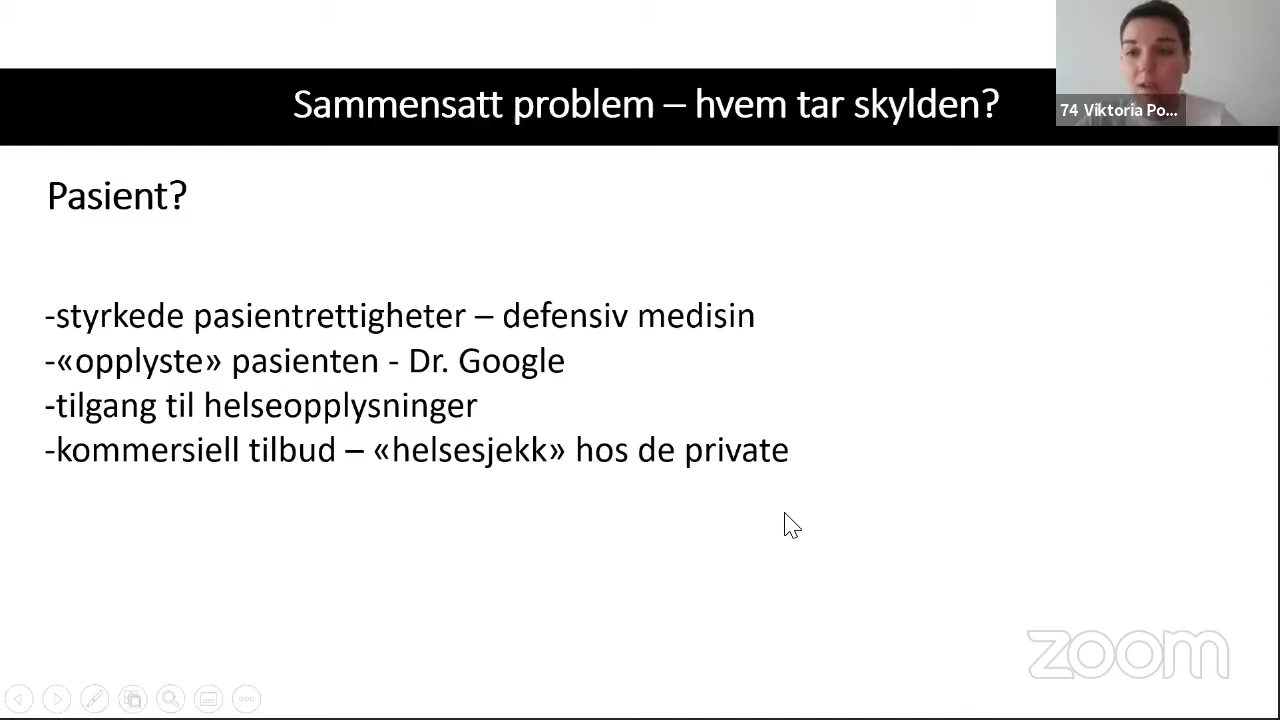 Sammensatt problem – hvem tar skylden?
74 Viktoria Po...
Pasient?
-styrkede pasientrettigheter – defensiv medisin
-«opplyste» pasienten - Dr. Google
-tilgang til helseopplysninger
-kommersiell tilbud – «helsesjekk» hos de private
zoom